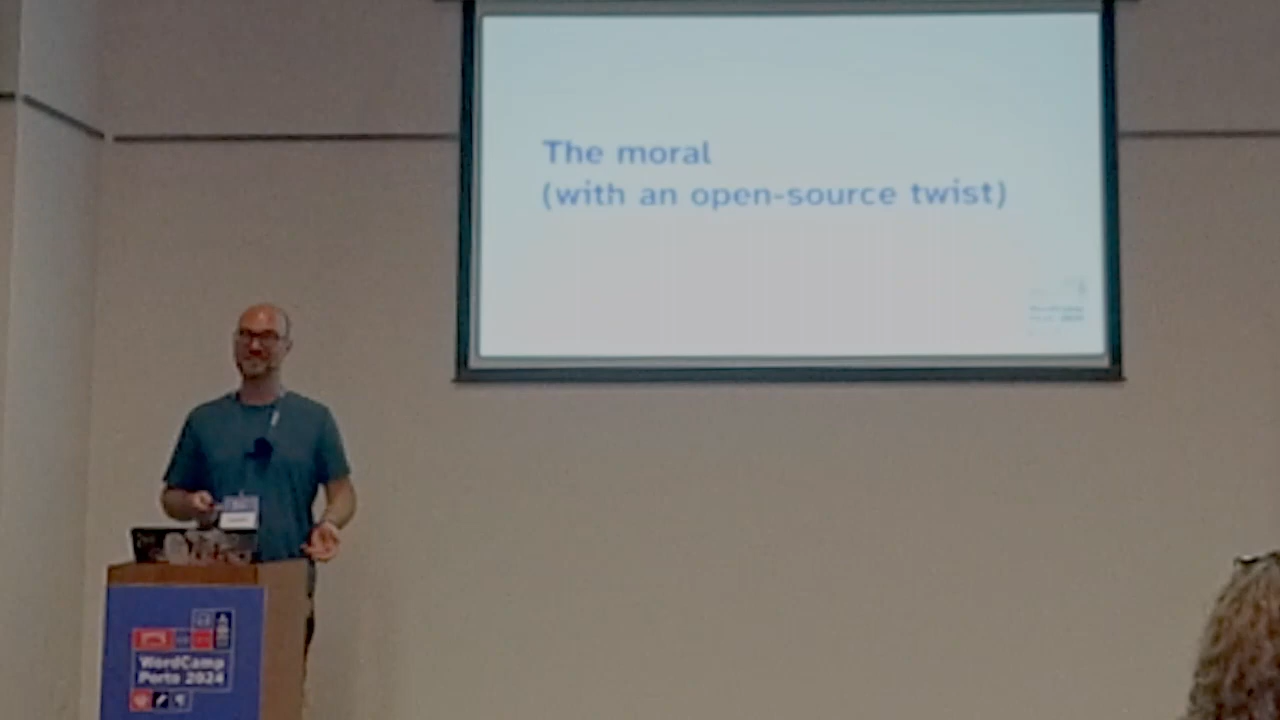 The moral
(with an open-source twist)
WordCamp
Porto 2024